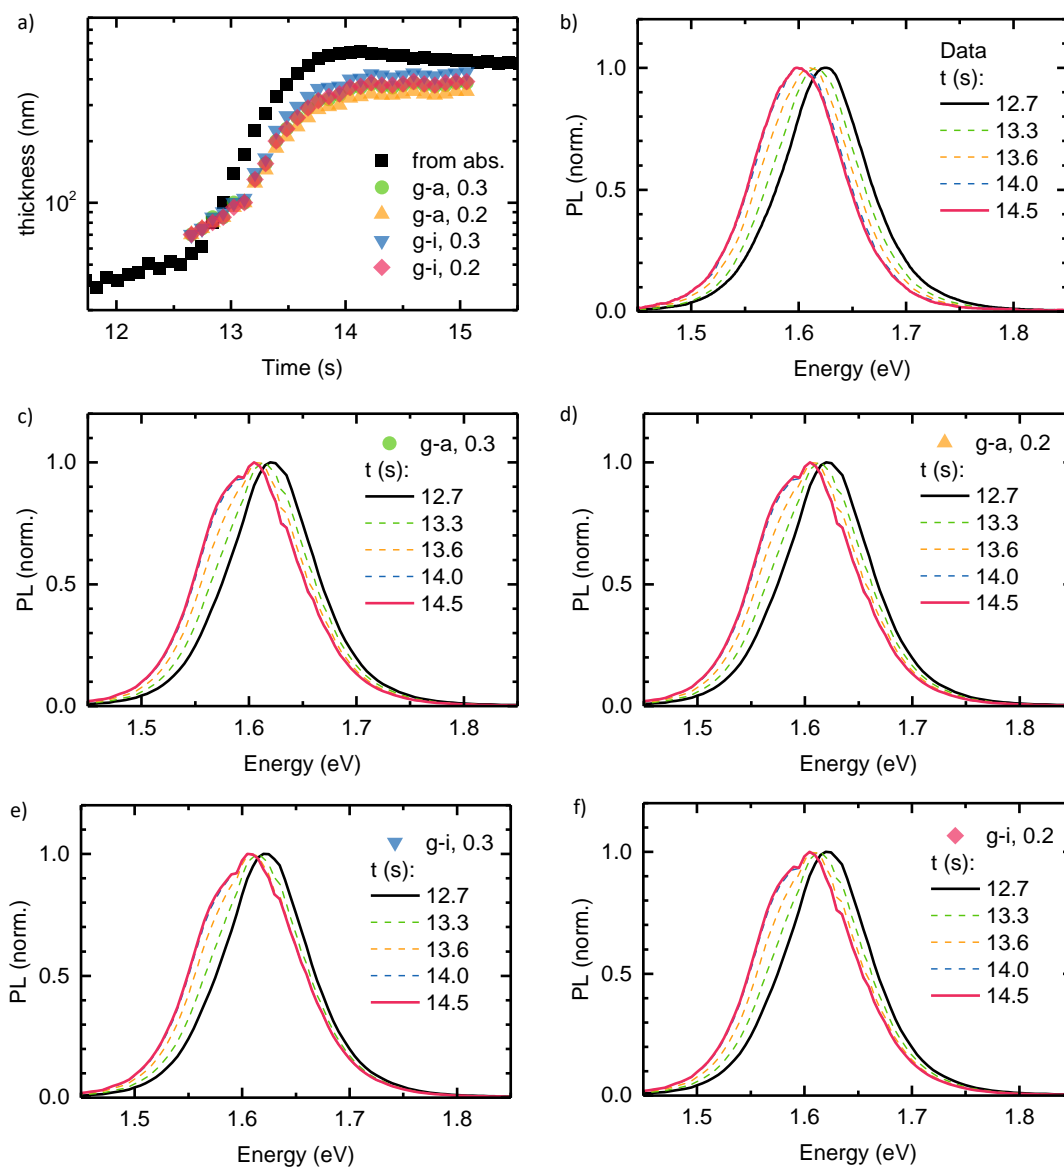 a)
thickness (nm)
10²
from abs.
g-a, 0.3
g-a, 0.2
g-i, 0.3
g-i, 0.2
12 13 14 15
Time (s)
b)
PL (norm.)
1.0
0.5
0.0
Data
t (s):
12.7
13.3
13.6
14.0
14.5
1.5 1.6 1.7 1.8
Energy (eV)
c)
PL (norm.)
1.0
0.5
0.0
g-a, 0.3
t (s):
12.7
13.3
13.6
14.0
14.5
1.5 1.6 1.7 1.8
Energy (eV)
d)
PL (norm.)
1.0
0.5
0.0
g-a, 0.2
t (s):
12.7
13.3
13.6
14.0
14.5
1.5 1.6 1.7 1.8
Energy (eV)
e)
PL (norm.)
1.0
0.5
0.0
g-i, 0.3
t (s):
12.7
13.3
13.6
14.0
14.5
1.5 1.6 1.7 1.8
Energy (eV)
f)
PL (norm.)
1.0
0.5
0.0
g-i, 0.2
t (s):
12.7
13.3
13.6
14.0
14.5
1.5 1.6 1.7 1.8
Energy (eV)